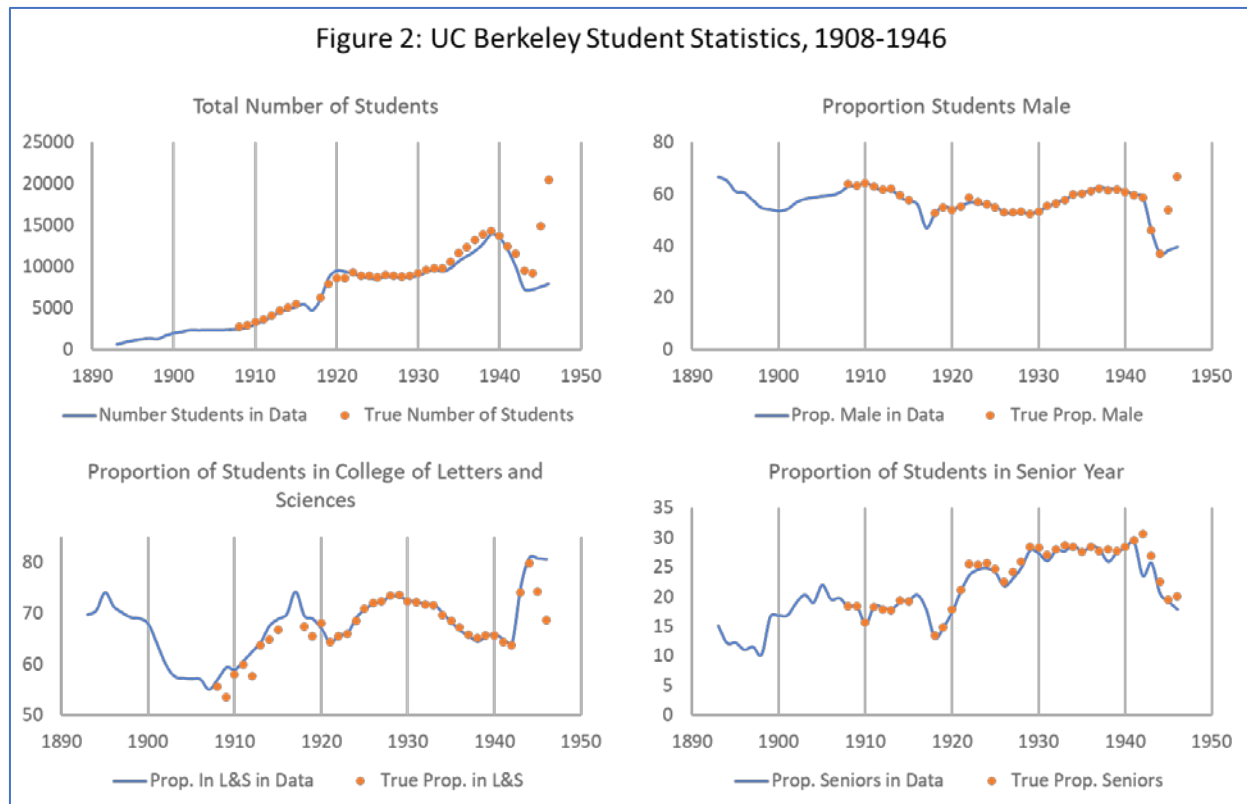 Figure 2: UC Berkeley Student Statistics, 1908-1946
Total Number of Students
25000
20000
15000
10000
5000
0
1890 1900 1910 1920 1930 1940 1950
Number Students in Data True Number of Students
Proportion Students Male
80
60
40
20
0
1890 1900 1910 1920 1930 1940 1950
Prop. Male in Data True Prop. Male
Proportion of Students in College of Letters and
Sciences
80
70
60
50
1890 1900 1910 1920 1930 1940 1950
Prop. In L&S in Data True Prop. in L&S
Proportion of Students in Senior Year
35
30
25
20
15
10
5
0
1890 1900 1910 1920 1930 1940 1950
Prop. Seniors in Data True Prop. Seniors